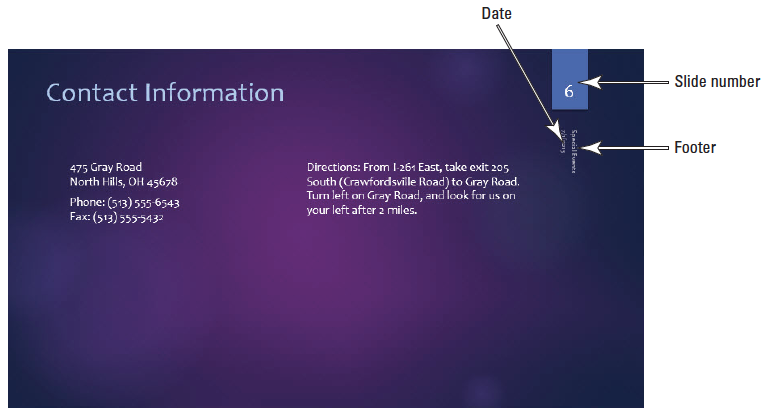 Date
Contact Information
6
Slide number
Special Events
Footer
475 Gray Road
North Hills, OH 45678
Phone: (513) 555-6543
Fax: (513) 555-5432
Directions: From I-261 East, take exit 205
South (Crawfordsville Road) to Gray Road.
Turn left on Gray Road, and look for us on
your left after 2 miles.